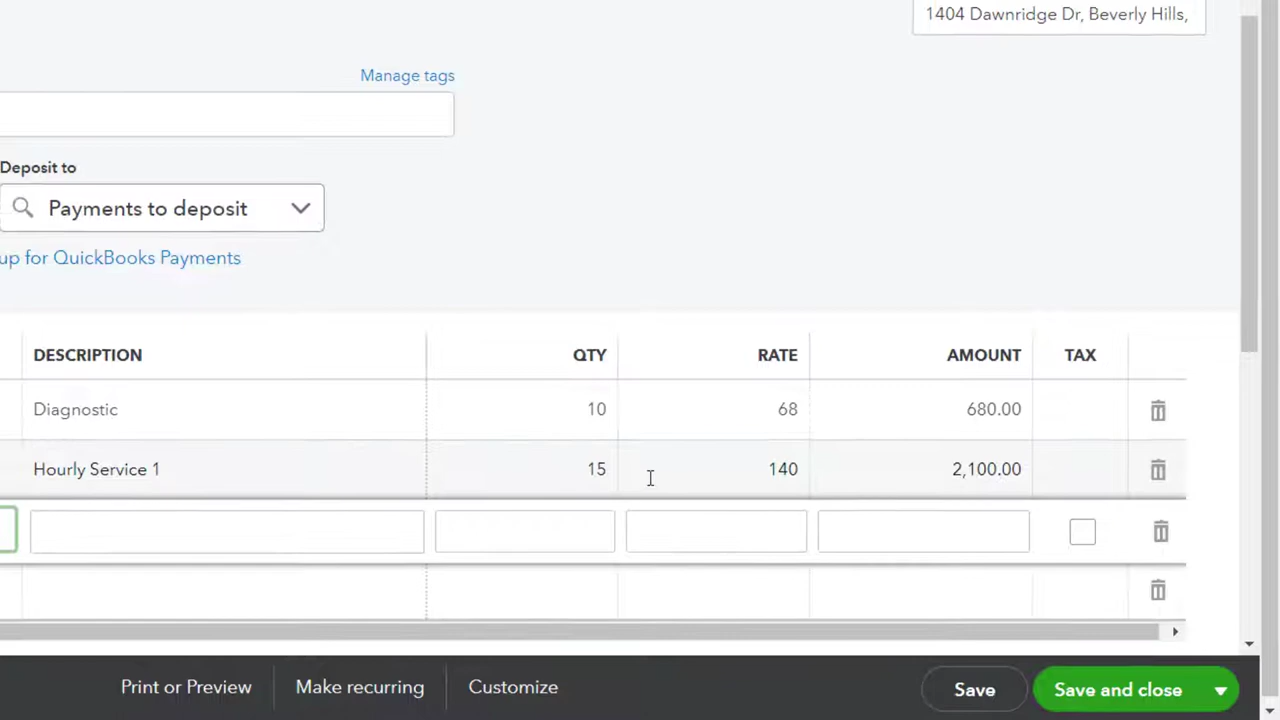 1404 Dawnridge Dr, Beverly Hills,
Manage tags
Deposit to
Payments to deposit
up for QuickBooks Payments
DESCRIPTION QTY RATE AMOUNT TAX
Diagnostic 10 68 680.00
Hourly Service 1 15 140 2,100.00
Print or Preview Make recurring Customize Save Save and close